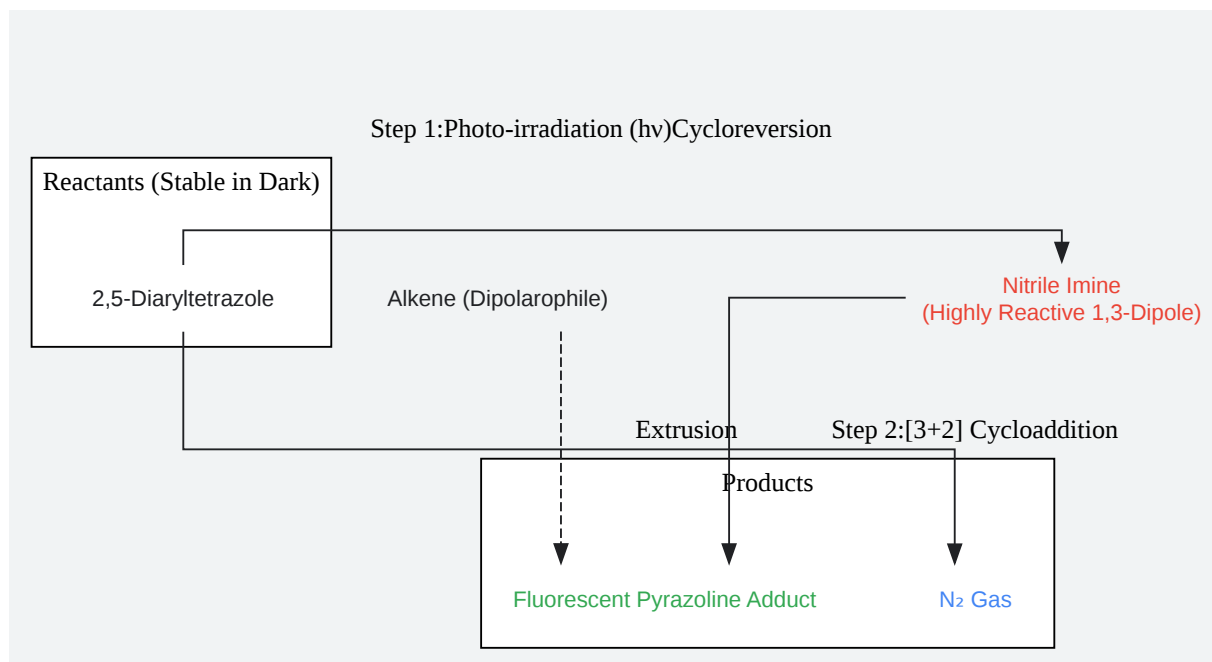 Step 1:Photo-irradiation (hν)Cycloreversion
Reactants (Stable in Dark)
2,5-Diaryltetrazole
Alkene (Dipolarophile)
Nitrile Imine
(Highly Reactive 1,3-Dipole)
Extrusion
Step 2:[3+2] Cycloaddition
Products
Fluorescent Pyrazoline Adduct
N₂ Gas